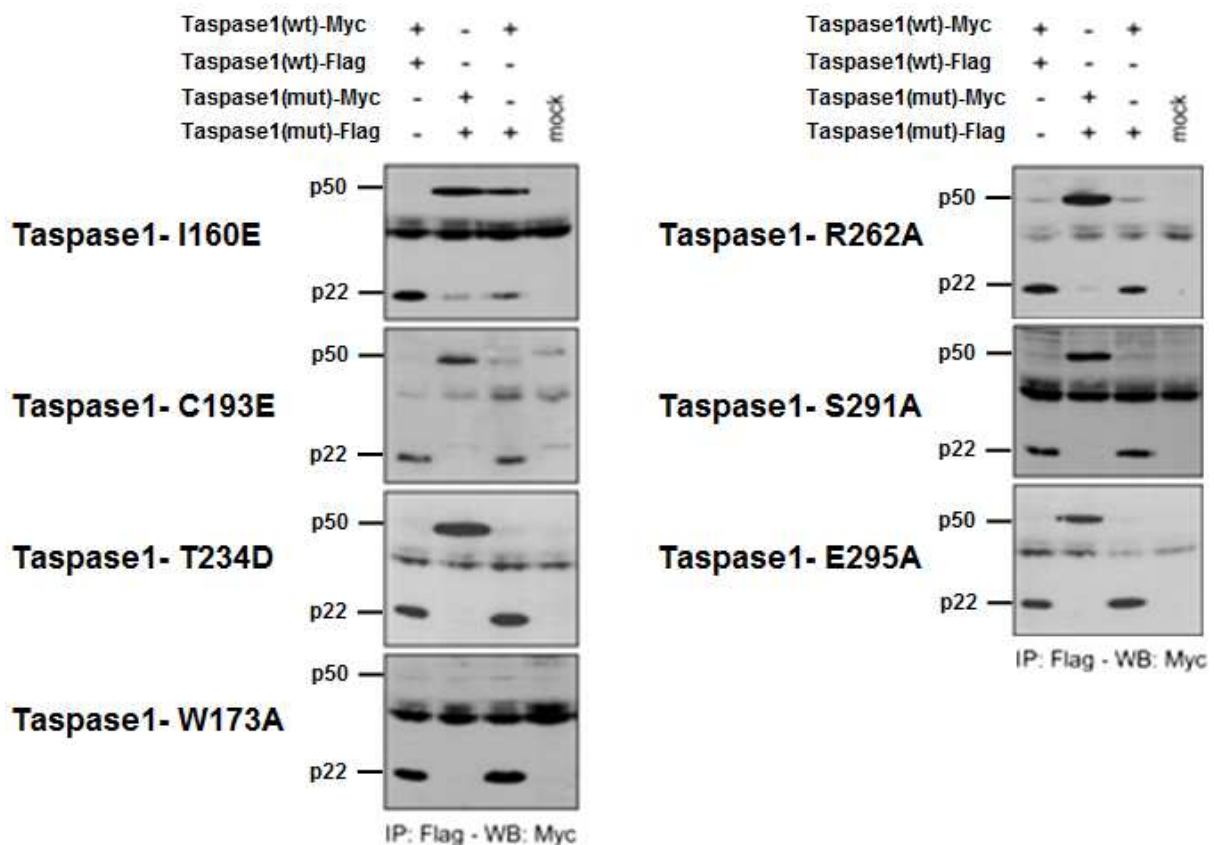 Taspase1(wt)-Myc + - +
Taspase1(wt)-Flag + - -
Taspase1(mut)-Myc - + -
Taspase1(mut)-Flag - + +
mock
p50
Taspase1- I160E
p22
p50
Taspase1- C193E
p22
p50
Taspase1- T234D
p22
p50
Taspase1- W173A
p22
IP: Flag - WB: Myc
Taspase1(wt)-Myc + - +
Taspase1(wt)-Flag + - -
Taspase1(mut)-Myc - + -
Taspase1(mut)-Flag - + +
mock
p50
Taspase1- R262A
p22
p50
Taspase1- S291A
p22
p50
Taspase1- E295A
p22
IP: Flag - WB: Myc